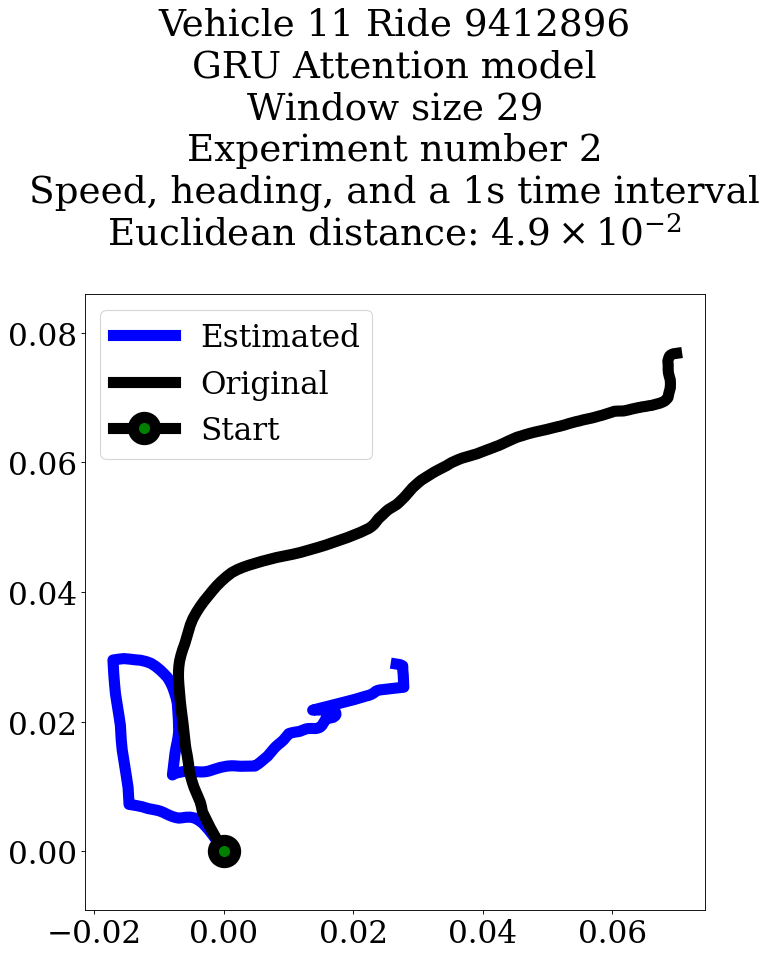 Vehicle 11 Ride 9412896
GRU Attention model
Window size 29
Experiment number 2
Speed, heading, and a 1s time interval
Euclidean distance: 4.9 × 10⁻²
Estimated
Original
Start
0.08
0.06
0.04
0.02
0.00
−0.02 0.00 0.02 0.04 0.06